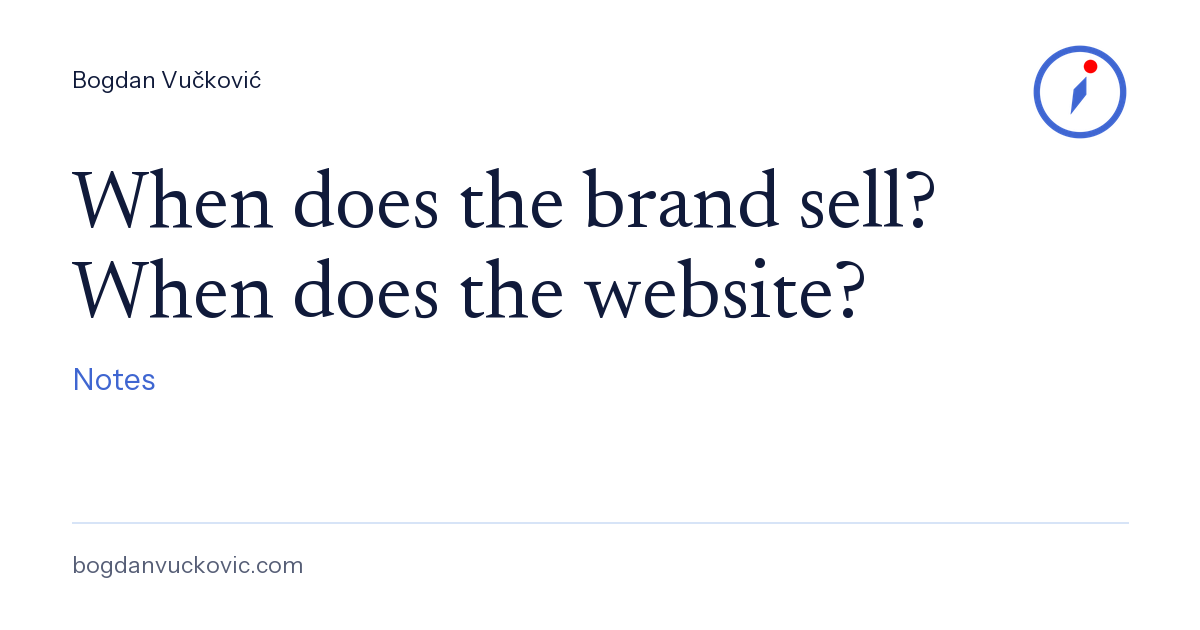 Bogdan Vučković
When does the brand sell?
When does the website?
Notes
bogdanvuckovic.com